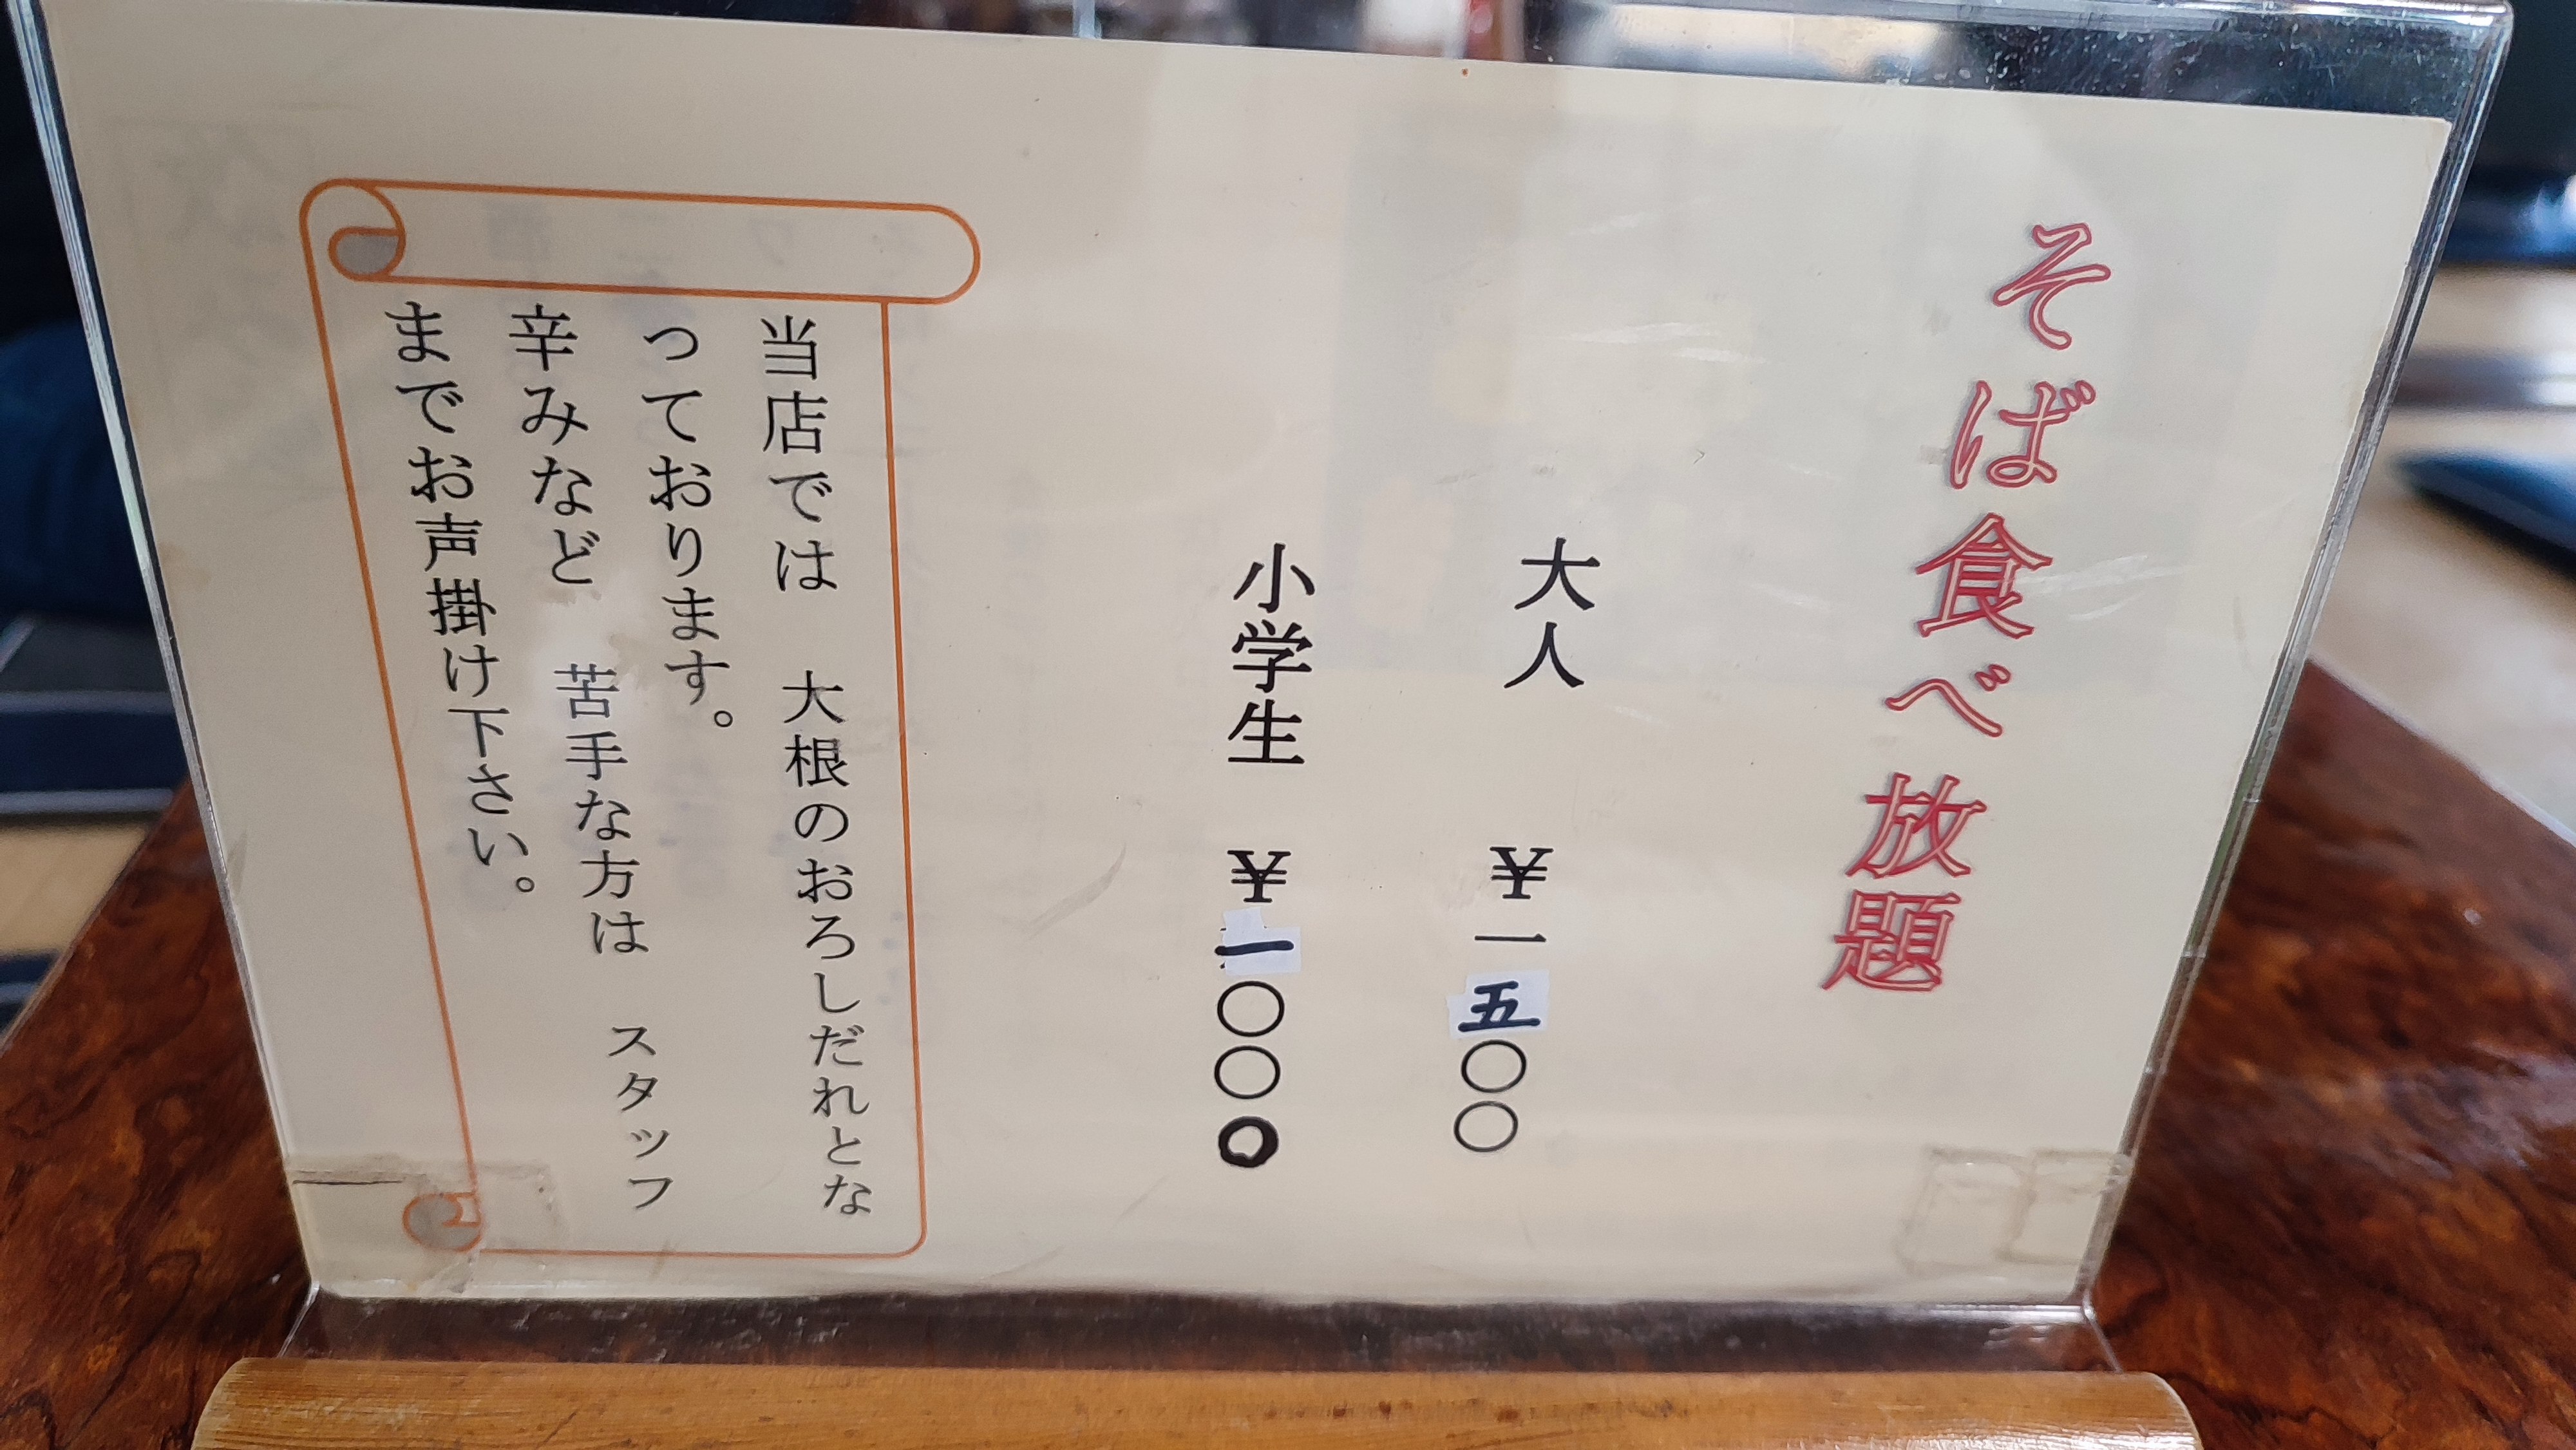 そば食べ放題
大人 ¥一五〇〇
小学生 ¥一〇〇〇
当店では 大根のおろしだれとな
っております。
辛みなど 苦手な方は スタッフ
までお声掛け下さい。